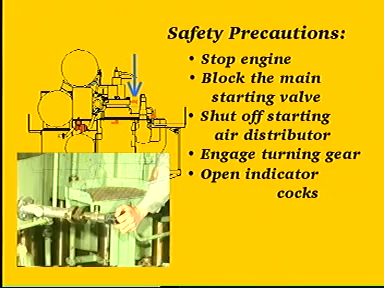 Safety Precautions:
• Stop engine
• Block the main
starting valve
• Shut off starting
air distributor
• Engage turning gear
• Open indicator
cocks